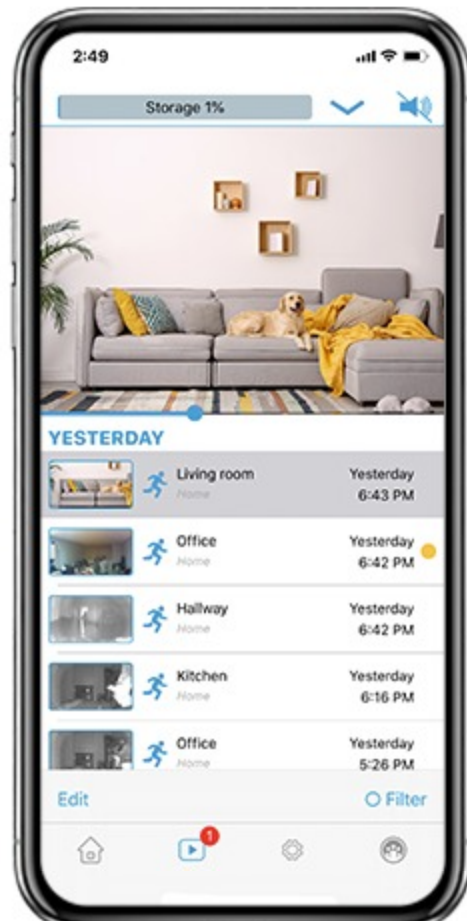 2:49
Storage 1%
YESTERDAY
Living room Yesterday
Home 6:43 PM
Office Yesterday
Home 6:42 PM
Hallway Yesterday
Home 6:42 PM
Kitchen Yesterday
Home 6:16 PM
Office Yesterday
Home 5:26 PM
Edit Filter
1